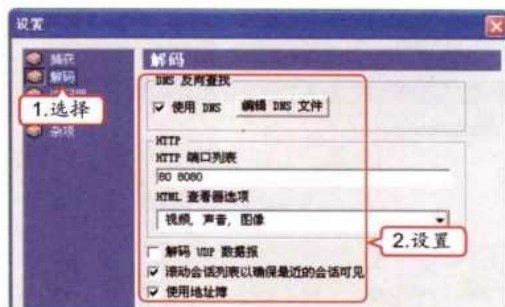 设置
捕获
解码
1.选择
杂项
解码
DNS 反向查找
使用 DNS
编辑 DNS 文件
HTTP
HTTP 端口列表
80 8080
HTML 查看器选项
视频, 声音, 图像
2.设置
解码 UDP 数据报
滚动会话列表以确保最近的会话可见
使用地址簿